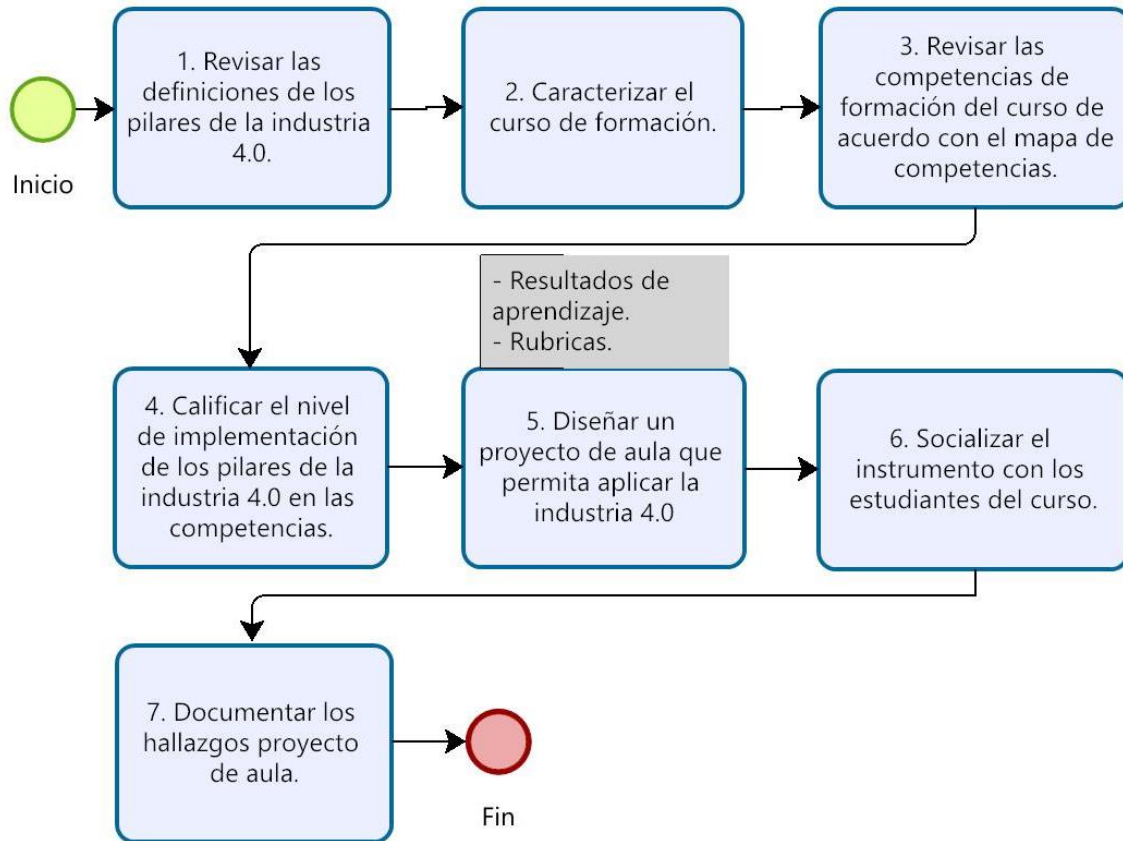 Inicio
1. Revisar las
definiciones de los
pilares de la industria
4.0.
2. Caracterizar el
curso de formación.
3. Revisar las
competencias de
formación del curso de
acuerdo con el mapa de
competencias.
4. Calificar el nivel
de implementación
de los pilares de la
industria 4.0 en las
competencias.
- Resultados de
aprendizaje.
- Rubricas.
5. Diseñar un
proyecto de aula que
permita aplicar la
industria 4.0
6. Socializar el
instrumento con los
estudiantes del curso.
7. Documentar los
hallazgos proyecto
de aula.
Fin